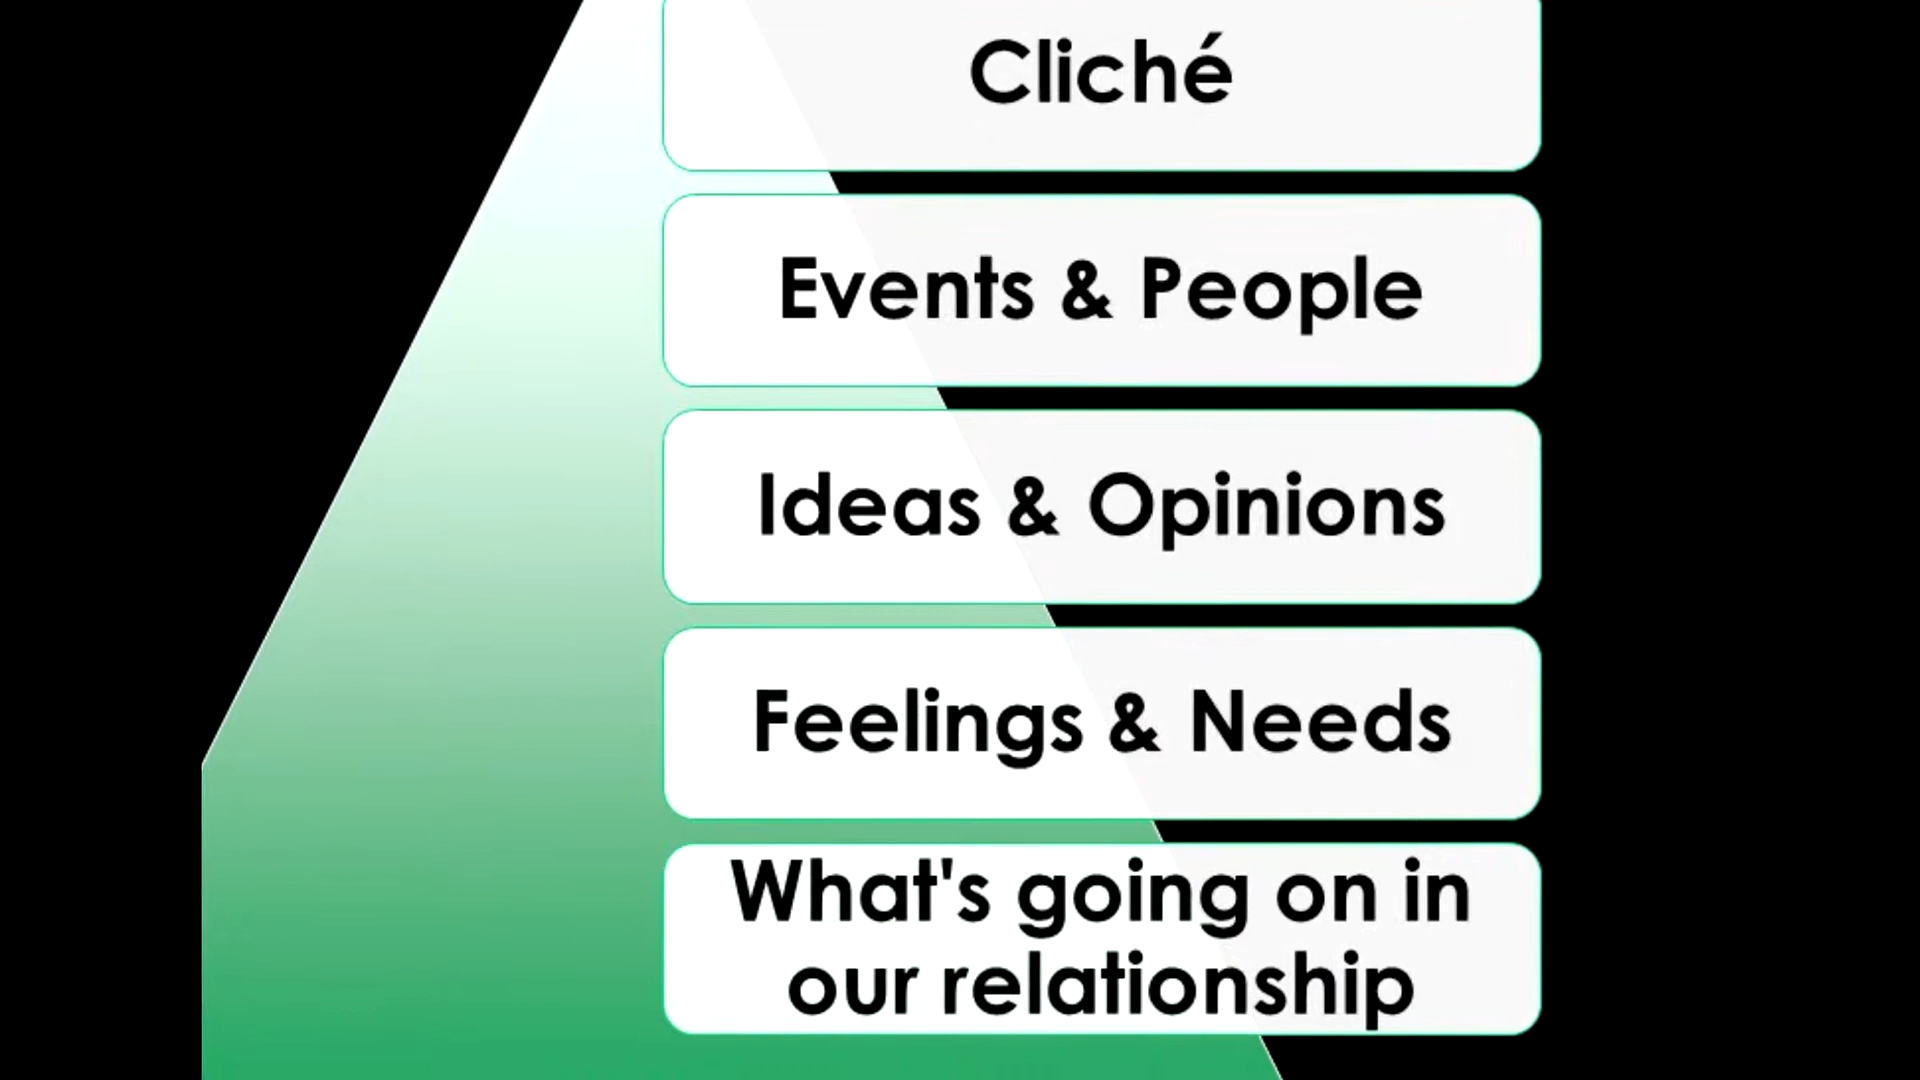 Cliché
Events & People
Ideas & Opinions
Feelings & Needs
What's going on in
our relationship